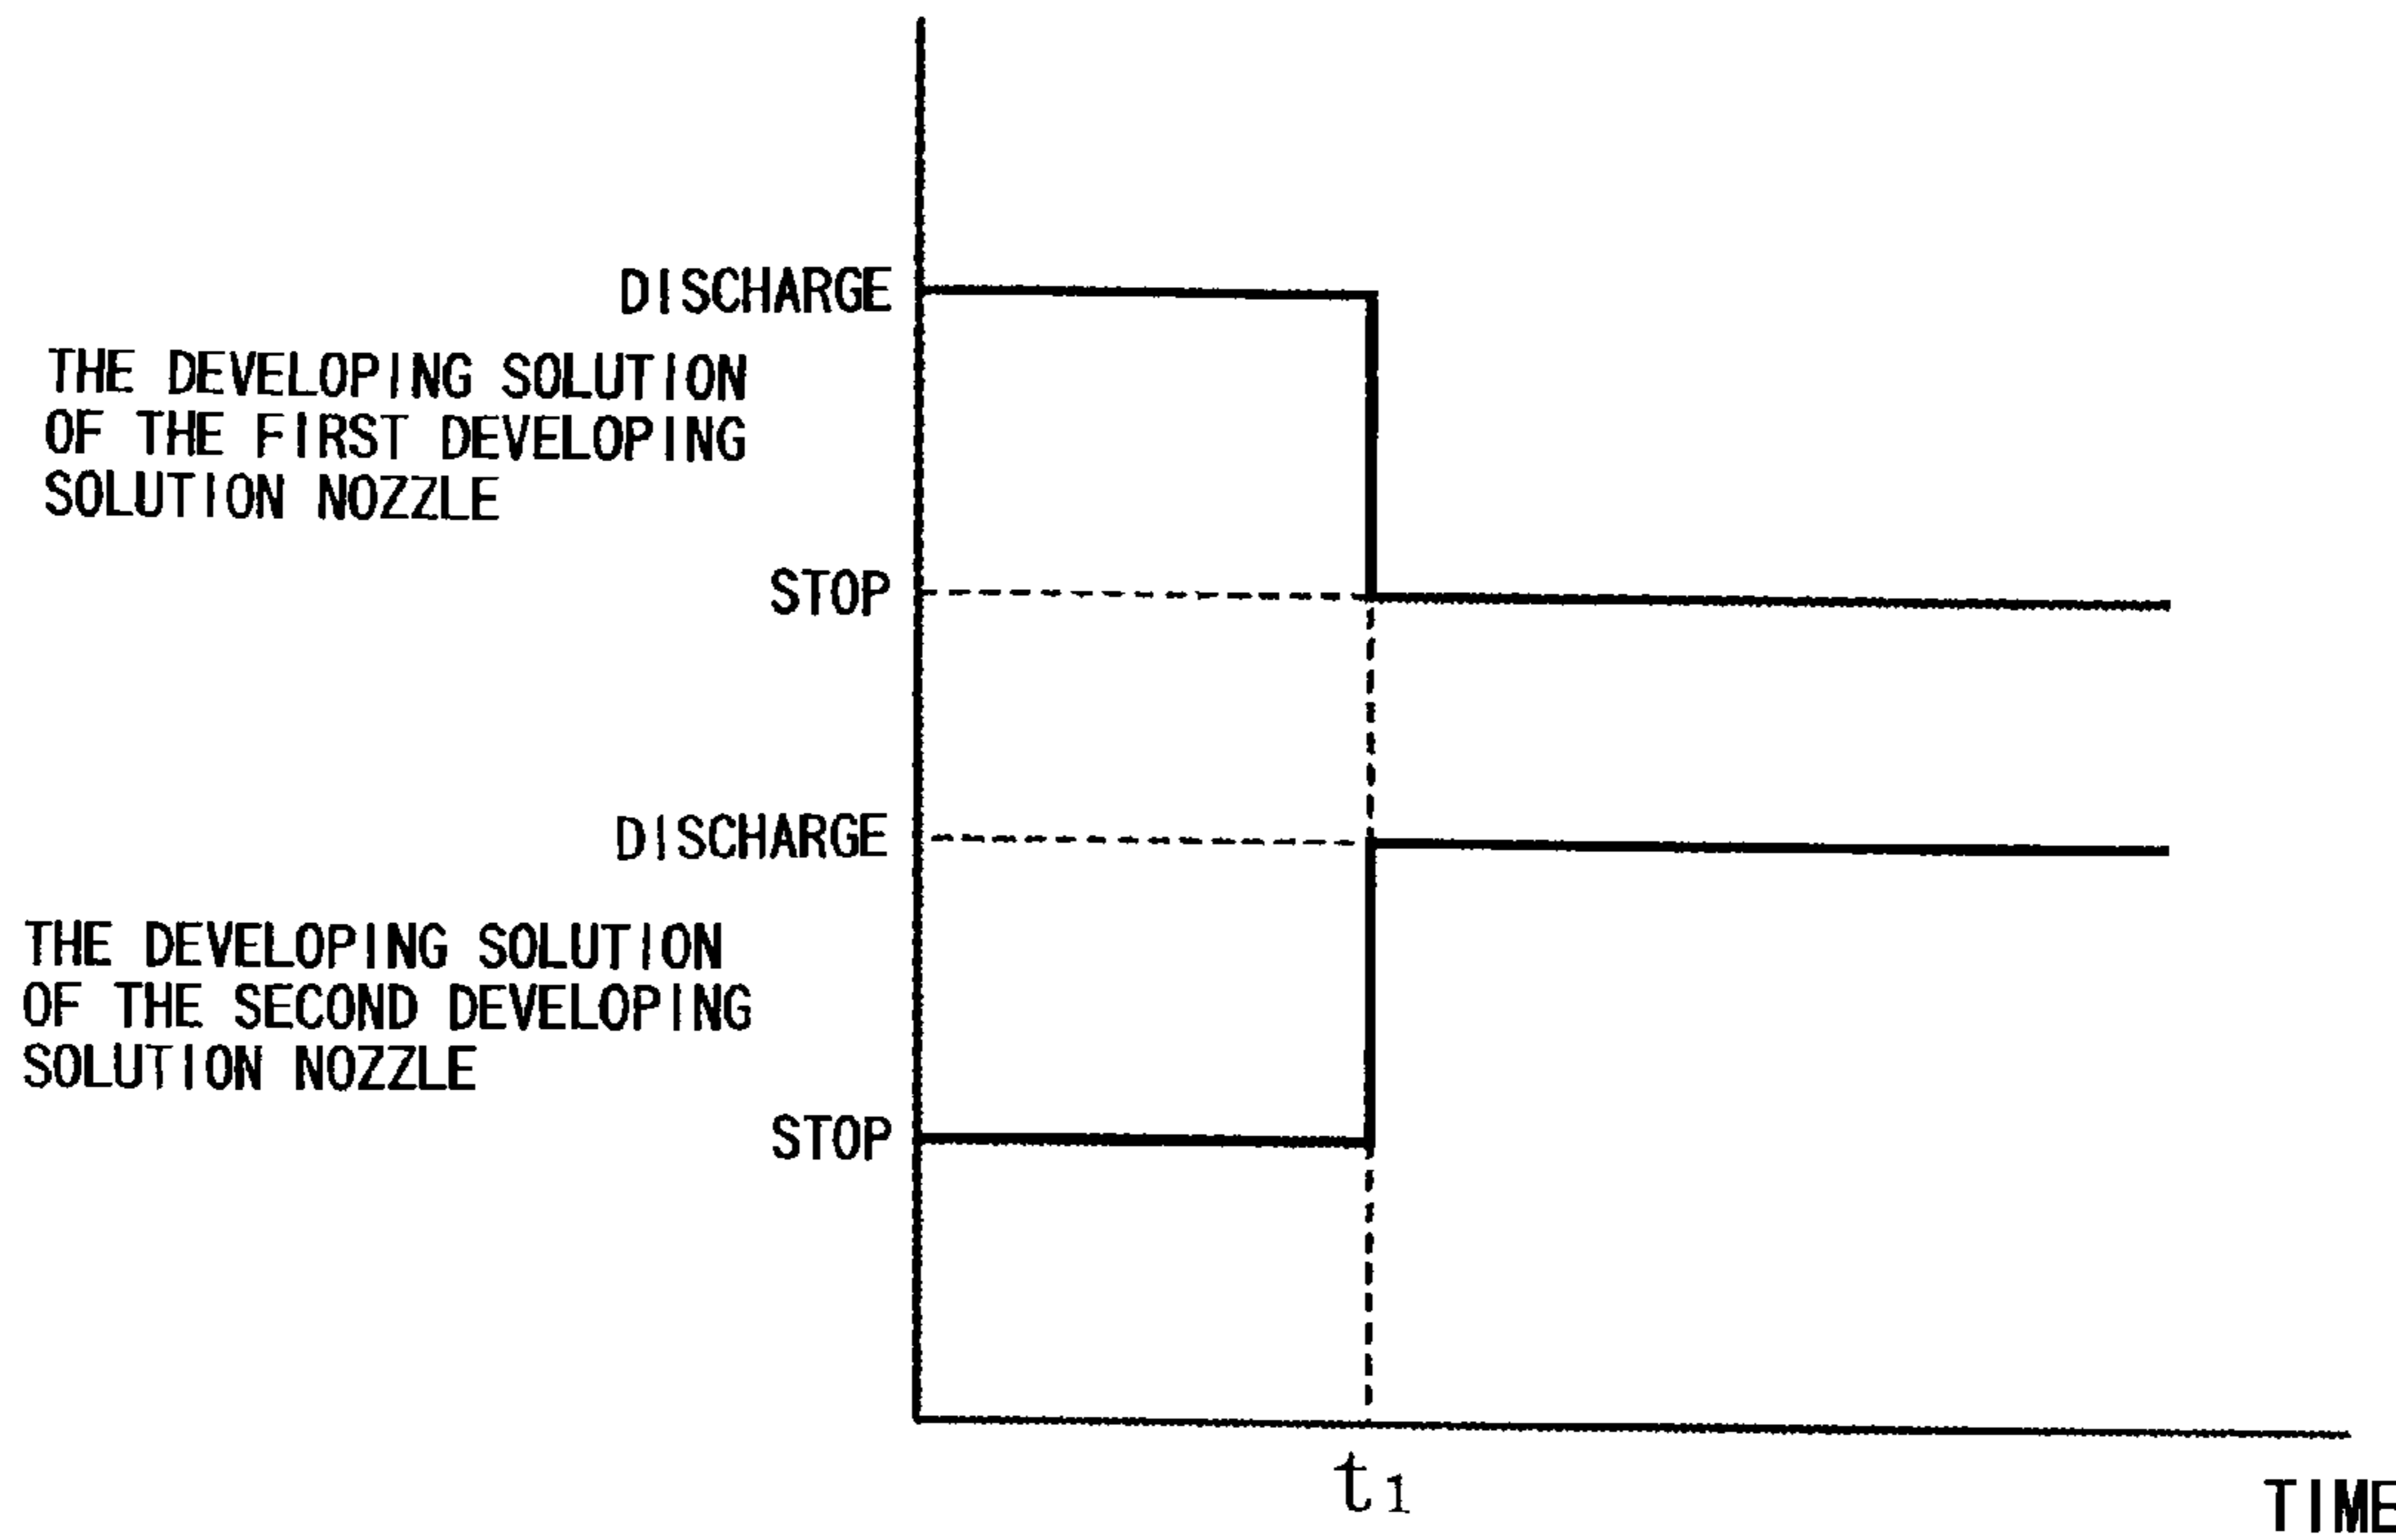 DISCHARGE
THE DEVELOPING SOLUTION
OF THE FIRST DEVELOPING
SOLUTION NOZZLE
STOP
DISCHARGE
THE DEVELOPING SOLUTION
OF THE SECOND DEVELOPING
SOLUTION NOZZLE
STOP
t1
TIME